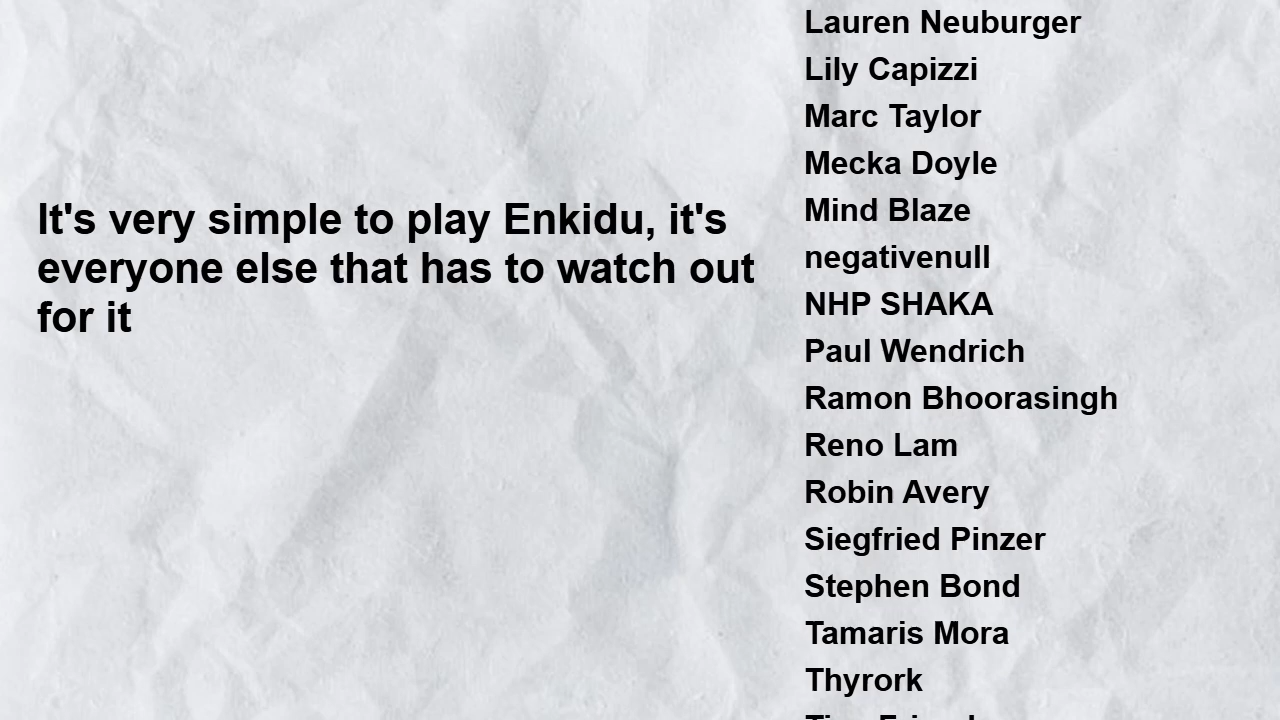 It's very simple to play Enkidu, it's
everyone else that has to watch out
for it
Lauren Neuburger
Lily Capizzi
Marc Taylor
Mecka Doyle
Mind Blaze
negativenull
NHP SHAKA
Paul Wendrich
Ramon Bhoorasingh
Reno Lam
Robin Avery
Siegfried Pinzer
Stephen Bond
Tamaris Mora
Thyrork